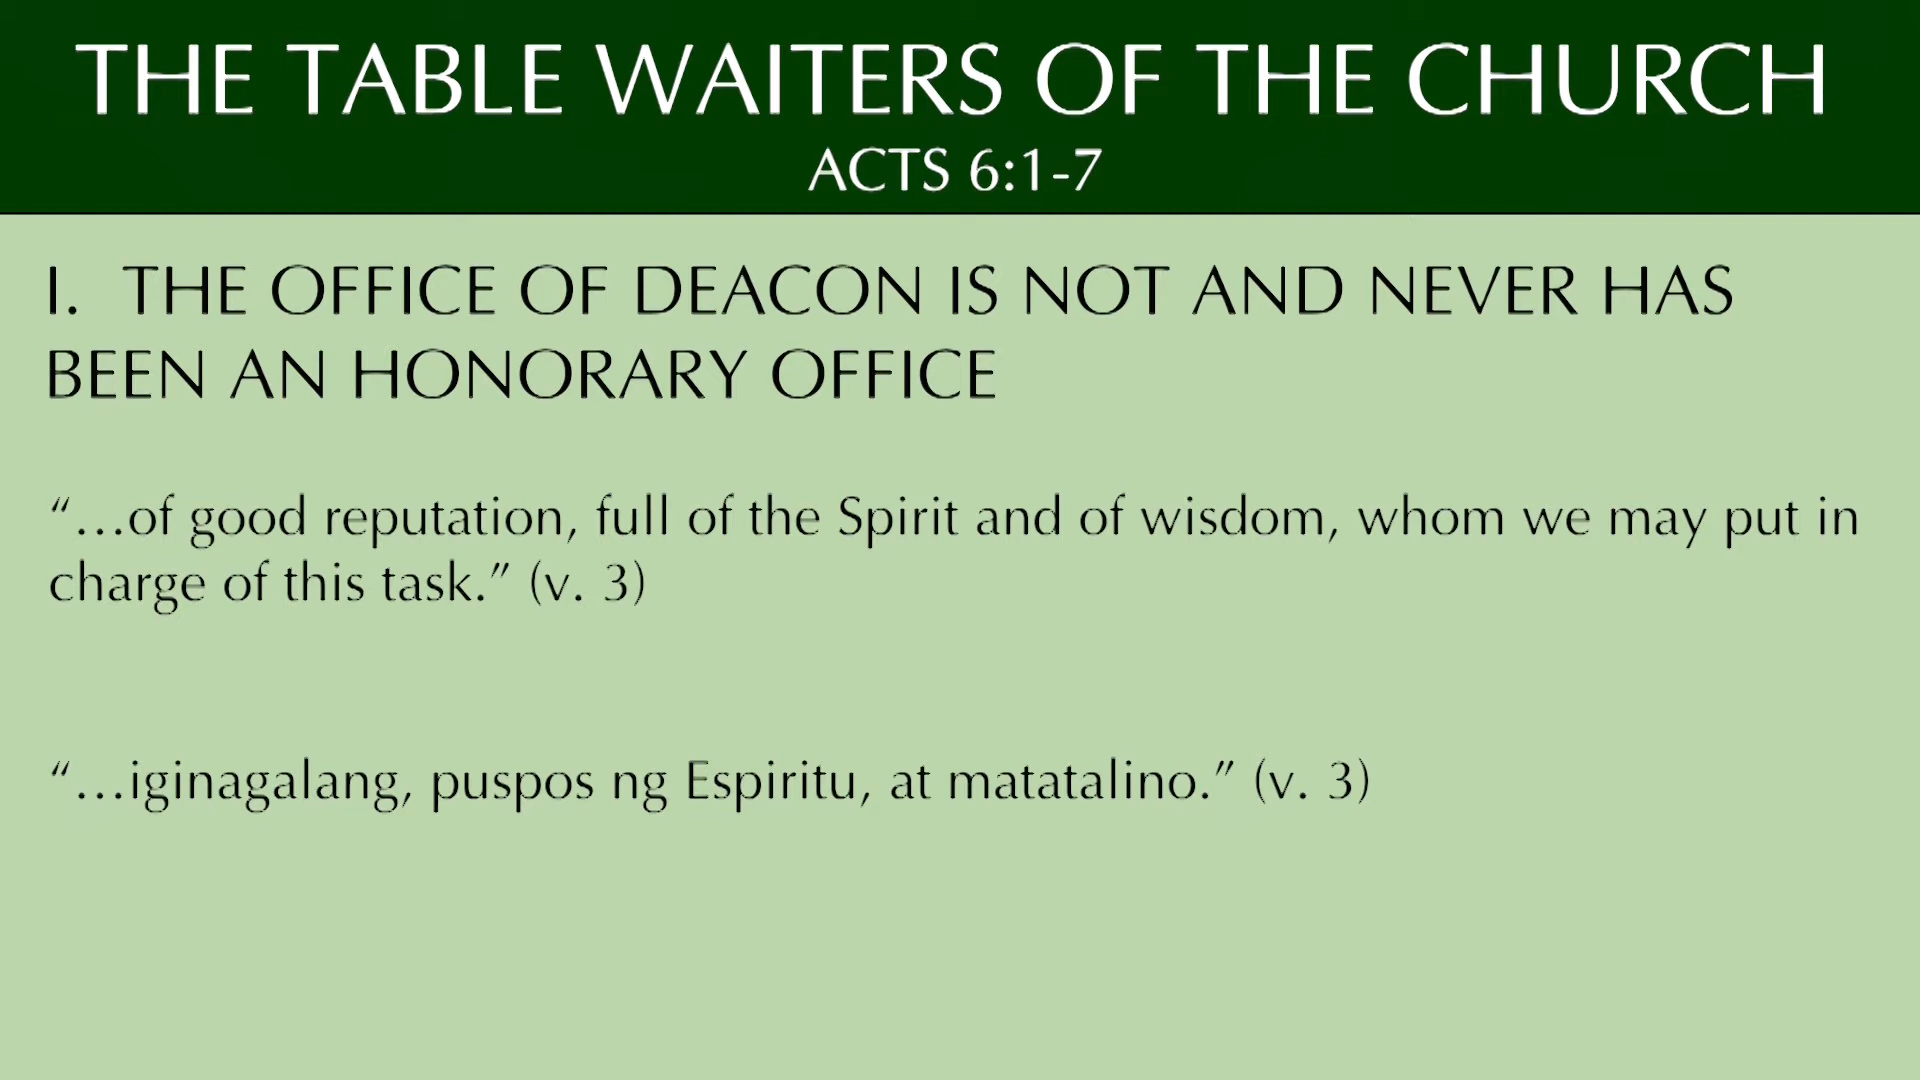 THE TABLE WAITERS OF THE CHURCH
ACTS 6:1-7
I. THE OFFICE OF DEACON IS NOT AND NEVER HAS
BEEN AN HONORARY OFFICE
“…of good reputation, full of the Spirit and of wisdom, whom we may put in
charge of this task.” (v. 3)
“…iginagalang, puspos ng Espiritu, at matatalino.” (v. 3)